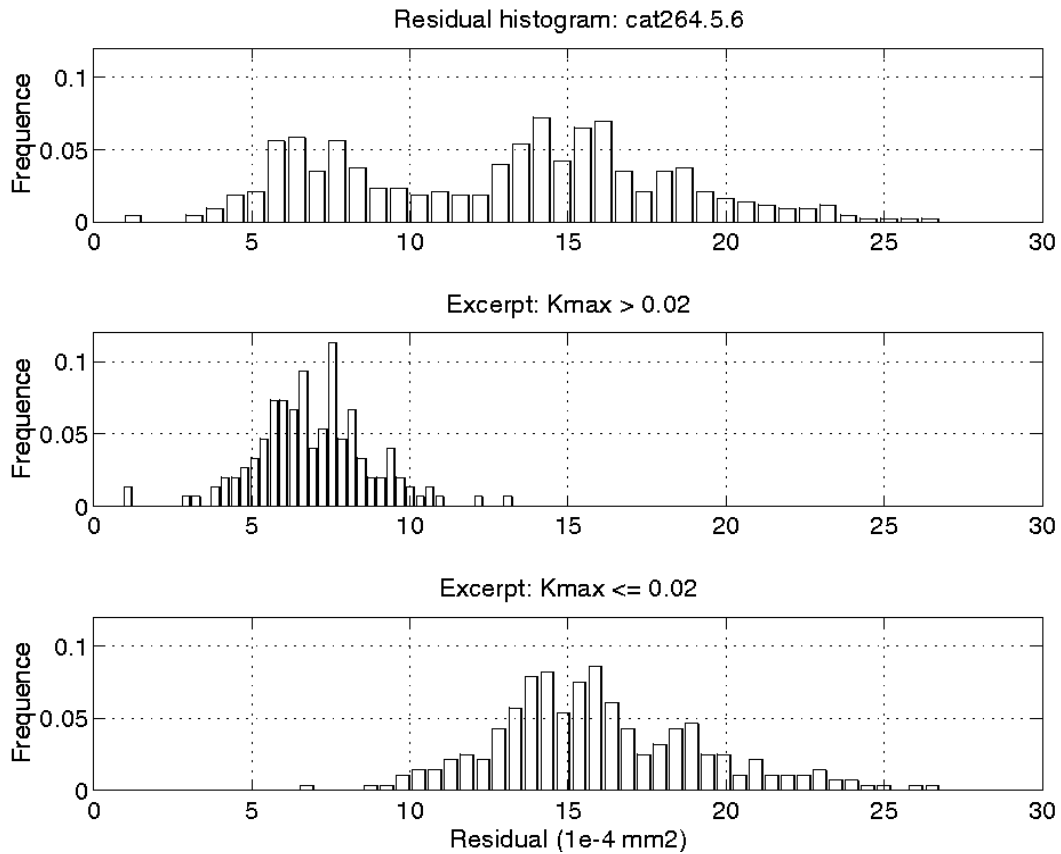 Residual histogram: cat264.5.6
Frequence
0.1
0.05
0
0 5 10 15 20 25 30
Excerpt: Kmax > 0.02
Frequence
0.1
0.05
0
0 5 10 15 20 25 30
Excerpt: Kmax <= 0.02
Frequence
0.1
0.05
0
0 5 10 15 20 25 30
Residual (1e-4 mm2)